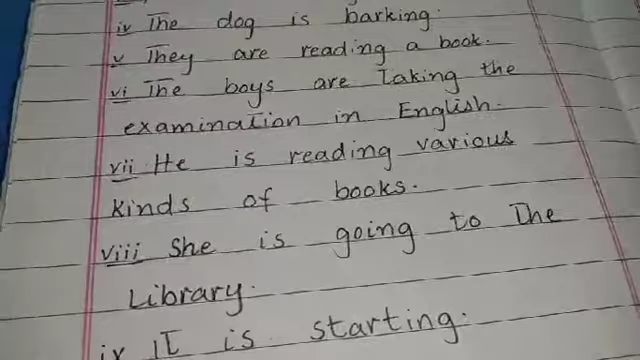 iv The dog is barking.
v They are reading a book.
vi The boys are Taking the
examination in English.
vii He is reading various
kinds of books.
viii She is going to The
Library.
ix IT is starting.